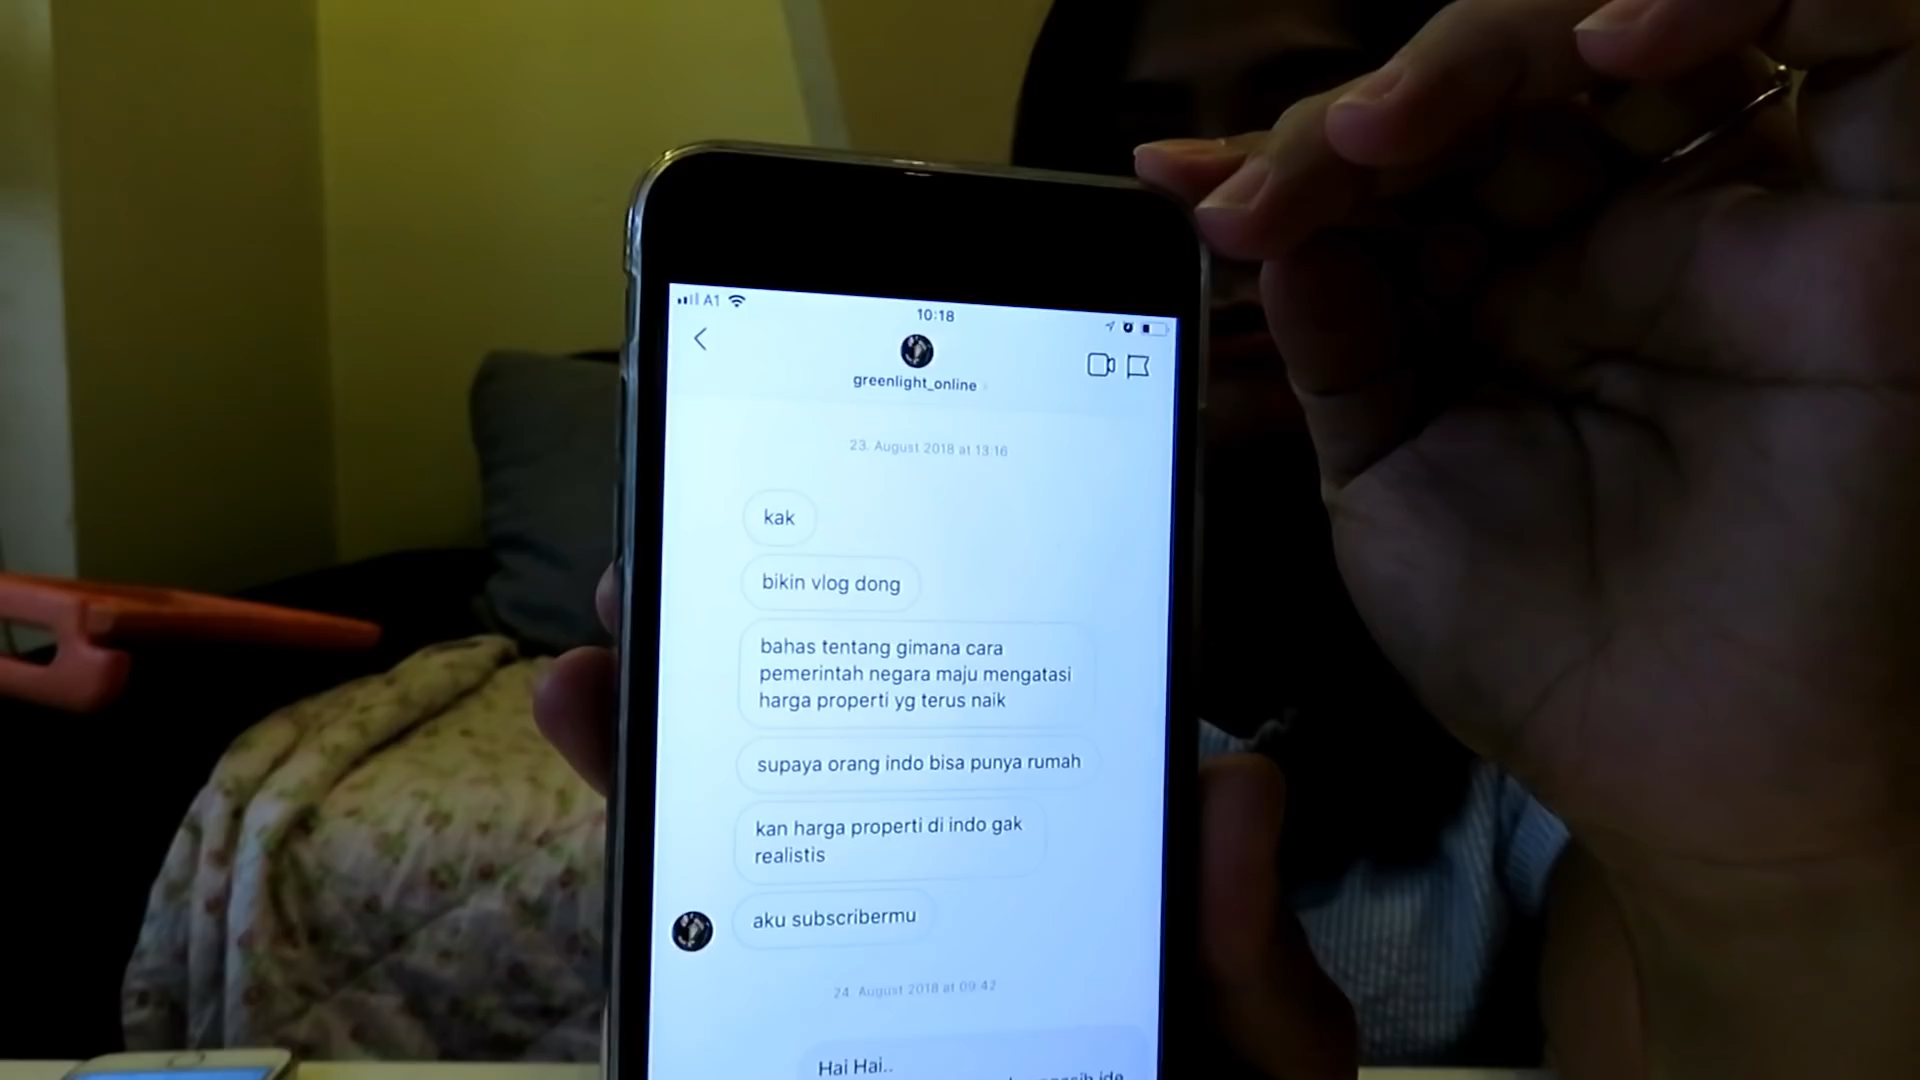 A1
10:18
greenlight_online
23. August 2018 at 13:16
kak
bikin vlog dong
bahas tentang gimana cara
pemerintah negara maju mengatasi
harga properti yg terus naik
supaya orang indo bisa punya rumah
kan harga properti di indo gak
realistis
aku subscribermu
24. August 2018 at 09:42
Hai Hai..